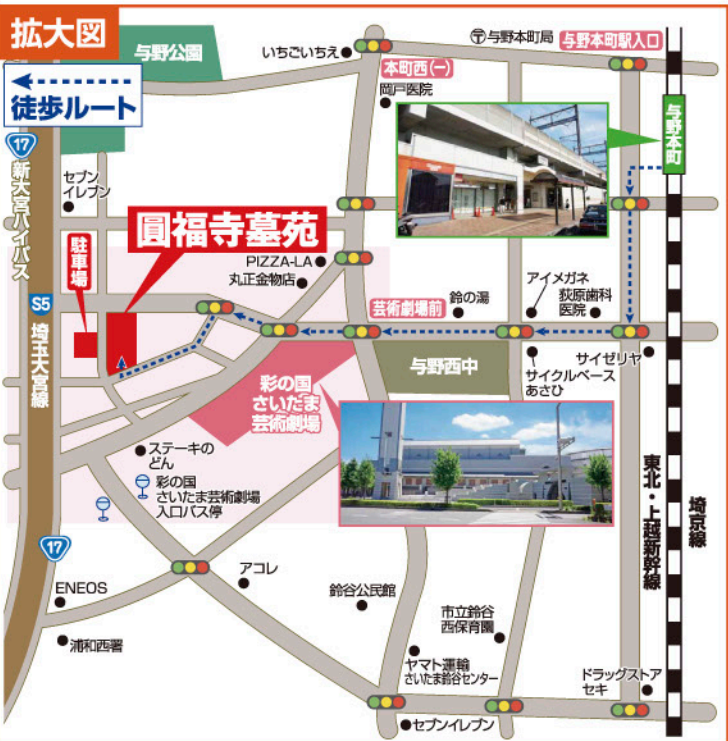 拡大図
徒歩ルート
与野公園
いちごいちえ
本町西(一)
岡戸医院
〒与野本町局
与野本町駅入口
与野本町
17
新大宮バイパス
セブン
イレブン
駐車場
圓福寺墓苑
PIZZA-LA
丸正金物店
S5
埼玉大宮線
芸術劇場前
鈴の湯
アイメガネ
荻原歯科
医院
与野西中
サイクルベース
あさひ
サイゼリヤ
彩の国
さいたま
芸術劇場
ステーキの
どん
彩の国
さいたま芸術劇場
入口バス停
東北・上越新幹線
埼京線
17
ENEOS
浦和西署
アコレ
鈴谷公民館
市立鈴谷
西保育園
ヤマト運輸
さいたま鈴谷センター
ドラッグストア
セキ
セブンイレブン